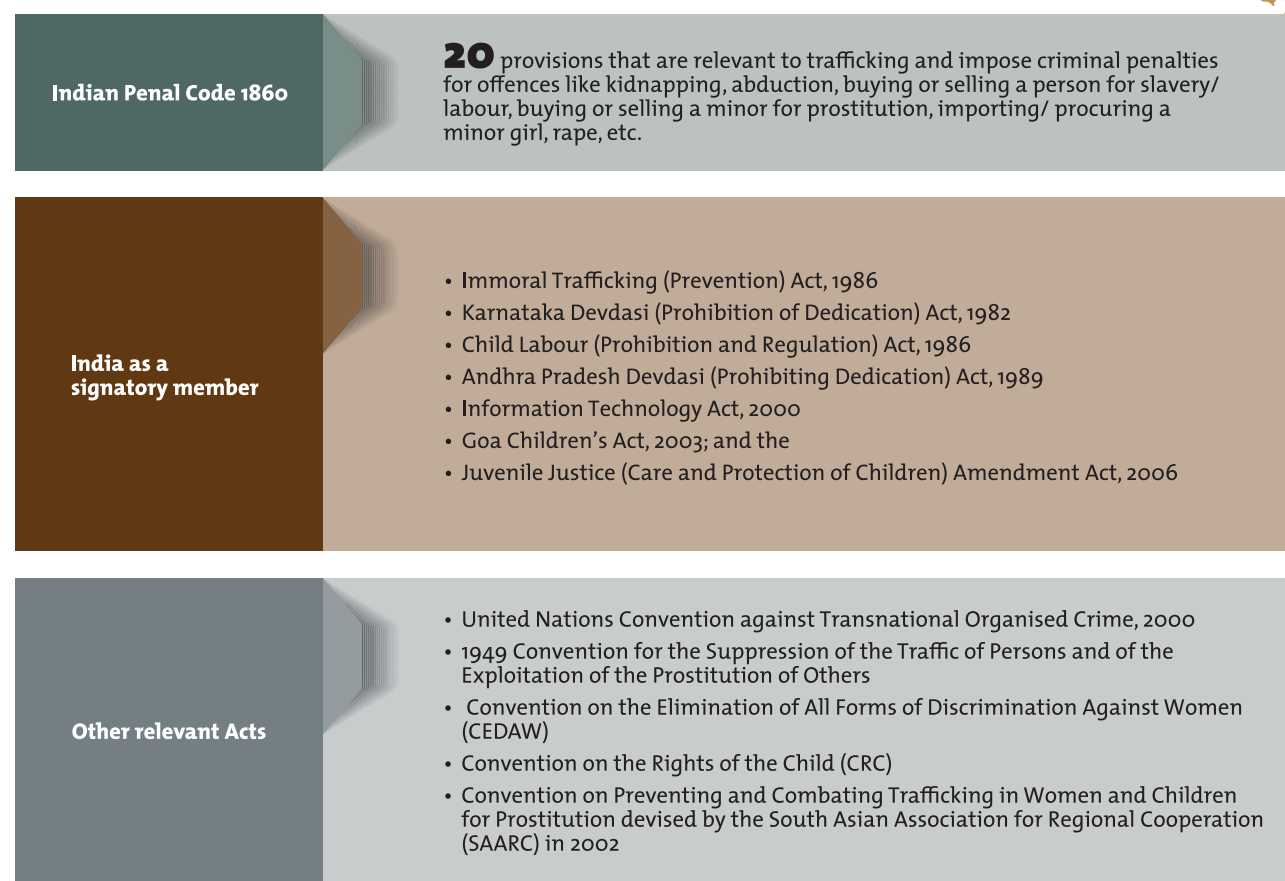 Indian Penal Code 1860
20 provisions that are relevant to trafficking and impose criminal penalties
for offences like kidnapping, abduction, buying or selling a person for slavery/
labour, buying or selling a minor for prostitution, importing/ procuring a
minor girl, rape, etc.
India as a
signatory member
• Immoral Trafficking (Prevention) Act, 1986
• Karnataka Devdasi (Prohibition of Dedication) Act, 1982
• Child Labour (Prohibition and Regulation) Act, 1986
• Andhra Pradesh Devdasi (Prohibiting Dedication) Act, 1989
• Information Technology Act, 2000
• Goa Children’s Act, 2003; and the
• Juvenile Justice (Care and Protection of Children) Amendment Act, 2006
Other relevant Acts
• United Nations Convention against Transnational Organised Crime, 2000
• 1949 Convention for the Suppression of the Traffic of Persons and of the
Exploitation of the Prostitution of Others
• Convention on the Elimination of All Forms of Discrimination Against Women
(CEDAW)
• Convention on the Rights of the Child (CRC)
• Convention on Preventing and Combating Trafficking in Women and Children
for Prostitution devised by the South Asian Association for Regional Cooperation
(SAARC) in 2002